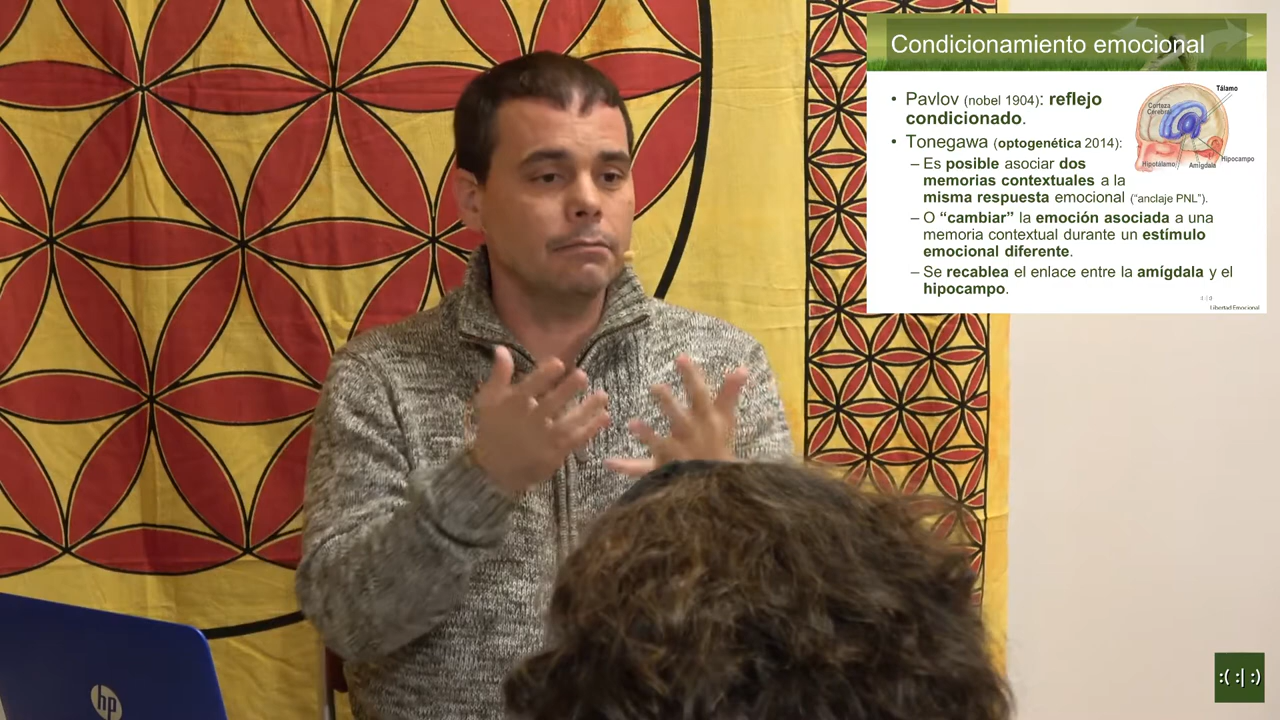 Condicionamiento emocional
• Pavlov (nobel 1904): reflejo
condicionado.
• Tonegawa (optogenética 2014):
– Es posible asociar dos
memorias contextuales a la
misma respuesta emocional (“anclaje PNL”).
– O “cambiar” la emoción asociada a una
memoria contextual durante un estímulo
emocional diferente.
– Se recablea el enlace entre la amígdala y el
hipocampo.
Tálamo
Corteza
Cerebral
Hipotálamo
Amígdala
Hipocampo
Libertad Emocional
hp
:( :| :)